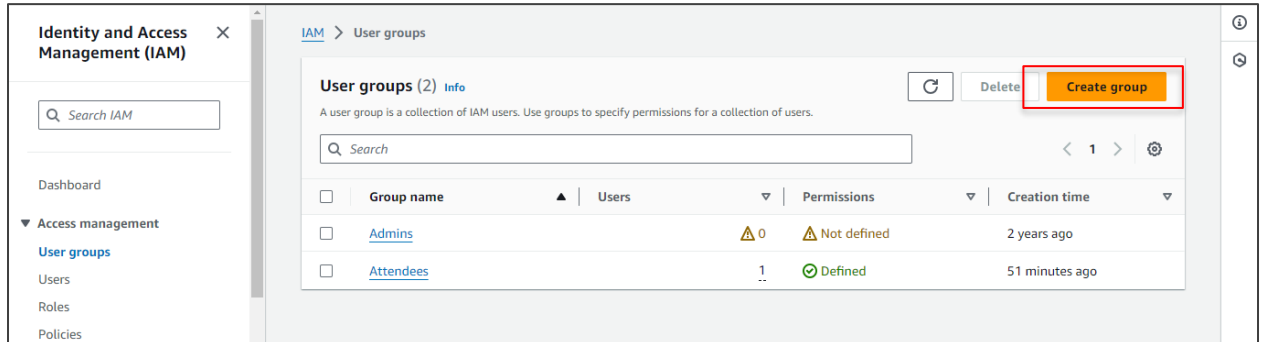 Identity and Access
Management (IAM)
Search IAM
Dashboard
Access management
User groups
Users
Roles
Policies
IAM > User groups
User groups (2) Info
Delete
Create group
A user group is a collection of IAM users. Use groups to specify permissions for a collection of users.
Search
1
Group name Users Permissions Creation time
Admins 0 Not defined 2 years ago
Attendees 1 Defined 51 minutes ago